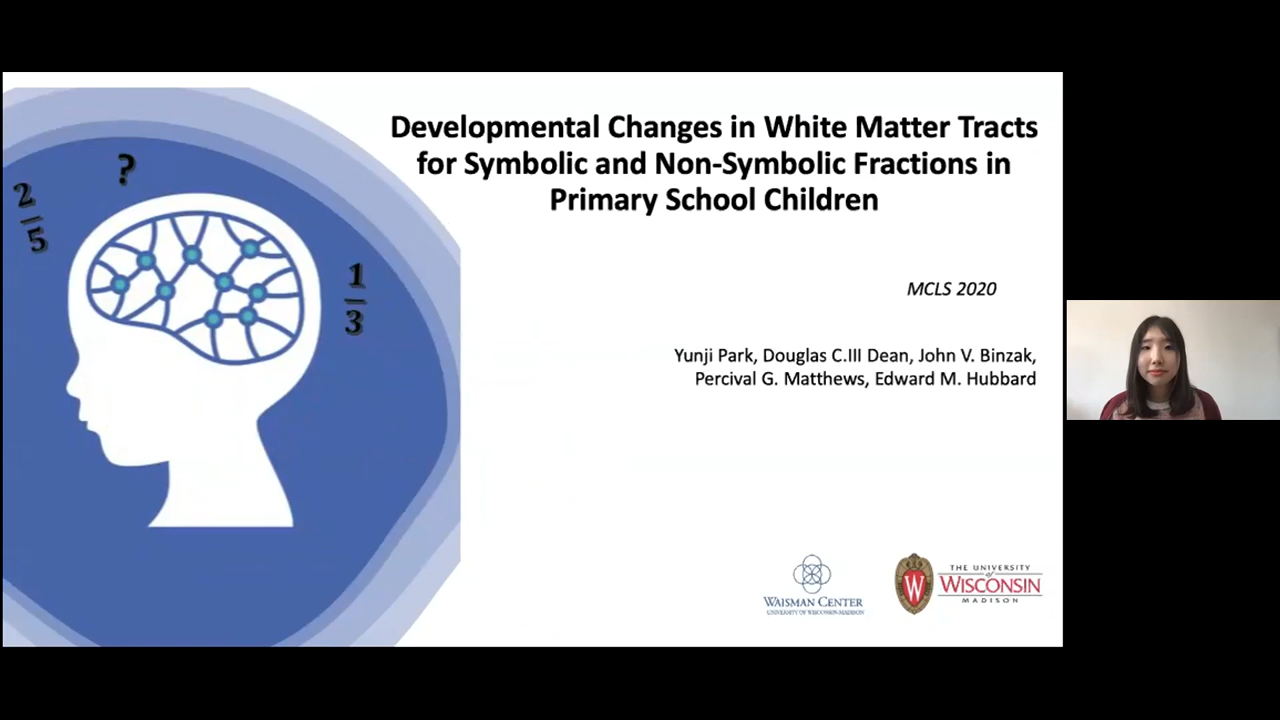 Developmental Changes in White Matter Tracts
for Symbolic and Non-Symbolic Fractions in
Primary School Children
?
2
5
1
3
MCLS 2020
Yunji Park, Douglas C.III Dean, John V. Binzak,
Percival G. Matthews, Edward M. Hubbard
WAISMAN CENTER
UNIVERSITY OF WISCONSIN-MADISON
W
THE UNIVERSITY
of
WISCONSIN
MADISON